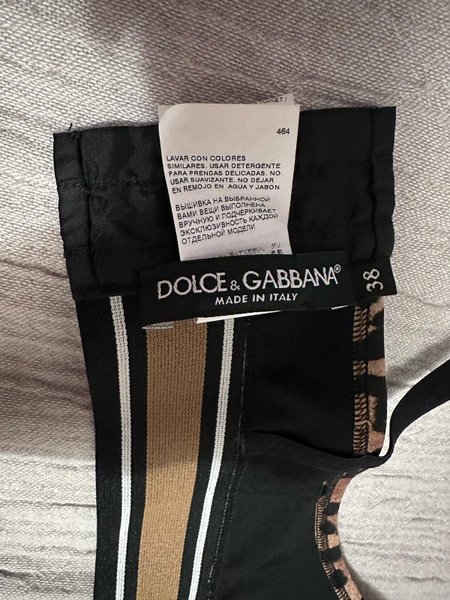 464
LAVAR CON COLORES
SIMILARES. USAR DETERGENTE
PARA PRENDAS DELICADAS. NO
USAR SUAVIZANTE. NO DEJAR
EN REMOJO EN AGUA Y JABON
ВЫШИВКА НА ВЫБРАННОЙ
ВАМИ ВЕЩИ ВЫПОЛНЕНА
ВРУЧНУЮ И ПОДЧЕРКИВАЕТ
ЭКСКЛЮЗИВНОСТЬ КАЖДОЙ
ОТДЕЛЬНОЙ МОДЕЛИ
DOLCE & GABBANA®
MADE IN ITALY
38